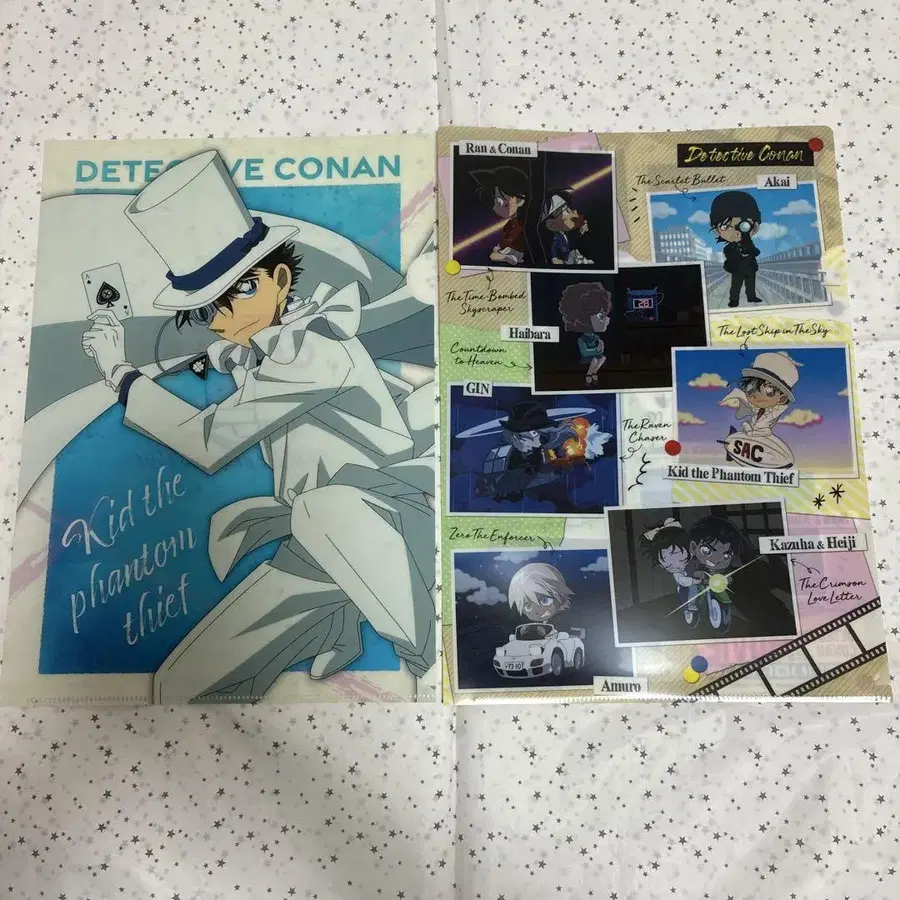 DETECTIVE CONAN
A
Kid the
phantom
thief
Ran & Conan
Detective Conan
The Scarlet Bullet
Akai
The Time-Bombed
Skyscraper
Haibara
Countdown
to Heaven
The Lost Ship in The Sky
GIN
The Raven
Chaser
SAC
Kid the Phantom Thief
Zero The Enforcer
Kazuha & Heiji
The Crimson
Love Letter
Amuro